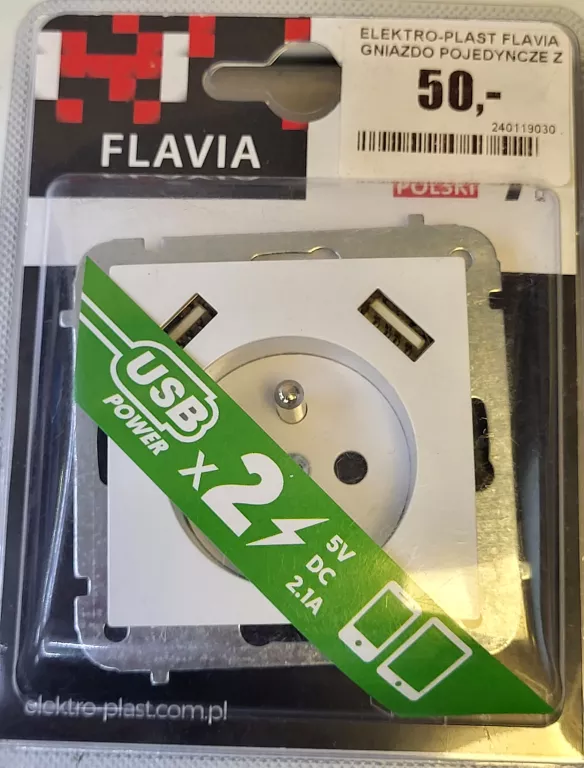 ELEKTRO-PLAST FLAVIA
GNIAZDO POJEDYNCZE Z
50,-
240119030
FLAVIA
POLSKI
USB
POWER
x2
5V
DC
2.1A
elektro-plast.com.pl